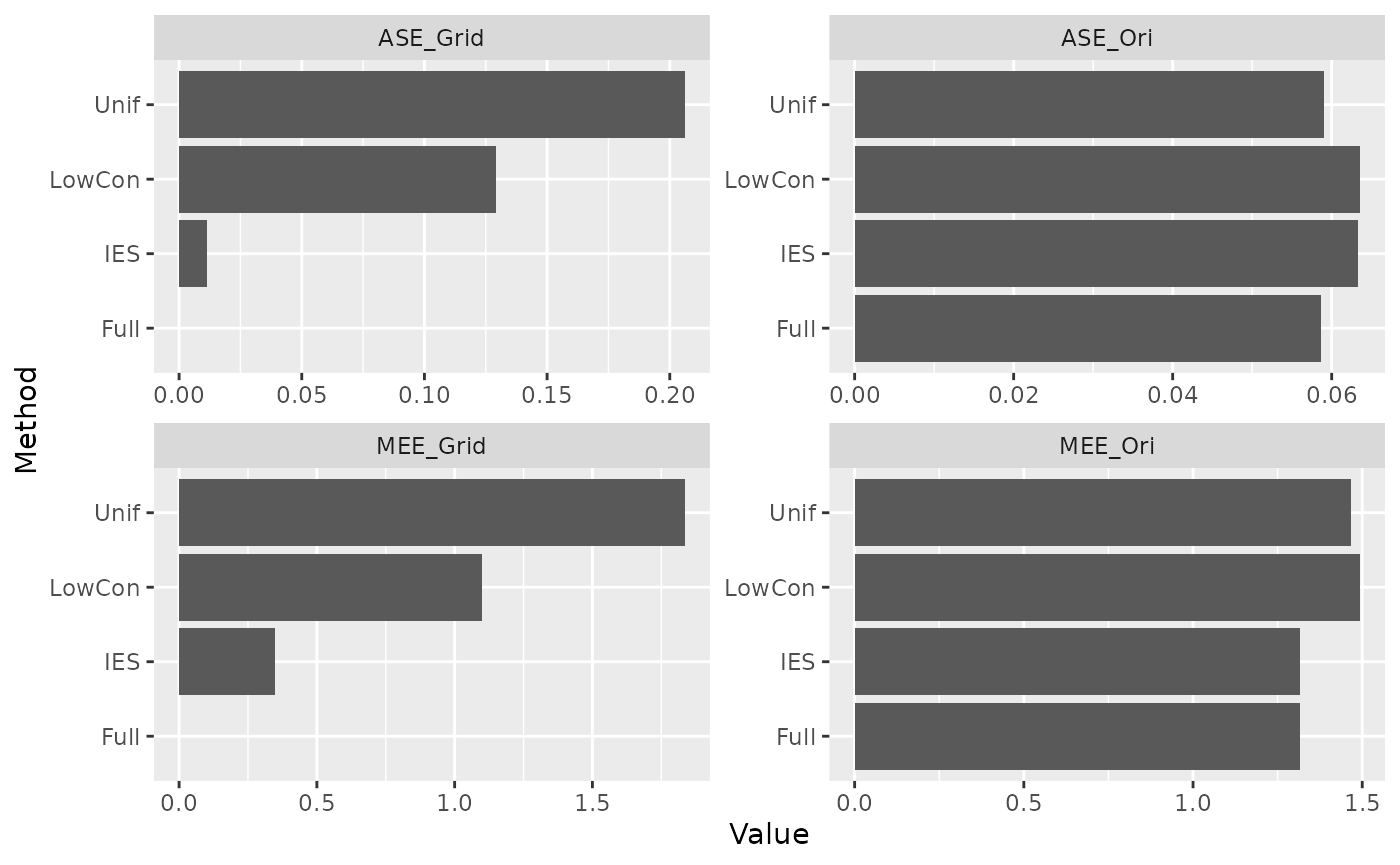 ASE_Grid
ASE_Ori
Unif
LowCon
IES
Full
0.00 0.05 0.10 0.15 0.20
Unif
LowCon
IES
Full
0.00 0.02 0.04 0.06
Method
MEE_Grid
MEE_Ori
Unif
LowCon
IES
Full
0.0 0.5 1.0 1.5
Unif
LowCon
IES
Full
0.0 0.5 1.0 1.5
Value